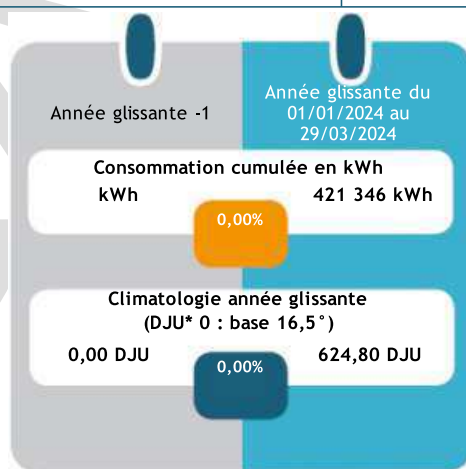 Année glissante -1
Année glissante du
01/01/2024 au
29/03/2024
Consommation cumulée en kWh
kWh
421 346 kWh
0,00%
Climatologie année glissante
(DJU* 0 : base 16,5°)
0,00 DJU
624,80 DJU
0,00%